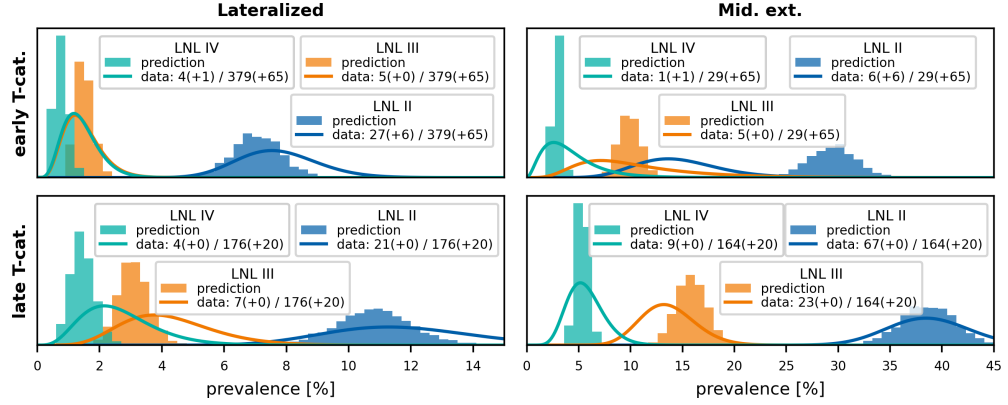 Lateralized
Mid. ext.
early T-cat.
LNL IV
prediction
data: 4(+1) / 379(+65)
LNL III
prediction
data: 5(+0) / 379(+65)
LNL II
prediction
data: 27(+6) / 379(+65)
LNL IV
prediction
data: 1(+1) / 29(+65)
LNL II
prediction
data: 6(+6) / 29(+65)
LNL III
prediction
data: 5(+0) / 29(+65)
late T-cat.
LNL IV
prediction
data: 4(+0) / 176(+20)
LNL II
prediction
data: 21(+0) / 176(+20)
LNL III
prediction
data: 7(+0) / 176(+20)
0 2 4 6 8 10 12 14
prevalence [%]
LNL IV
prediction
data: 9(+0) / 164(+20)
LNL II
prediction
data: 67(+0) / 164(+20)
LNL III
prediction
data: 23(+0) / 164(+20)
0 5 10 15 20 25 30 35 40 45
prevalence [%]